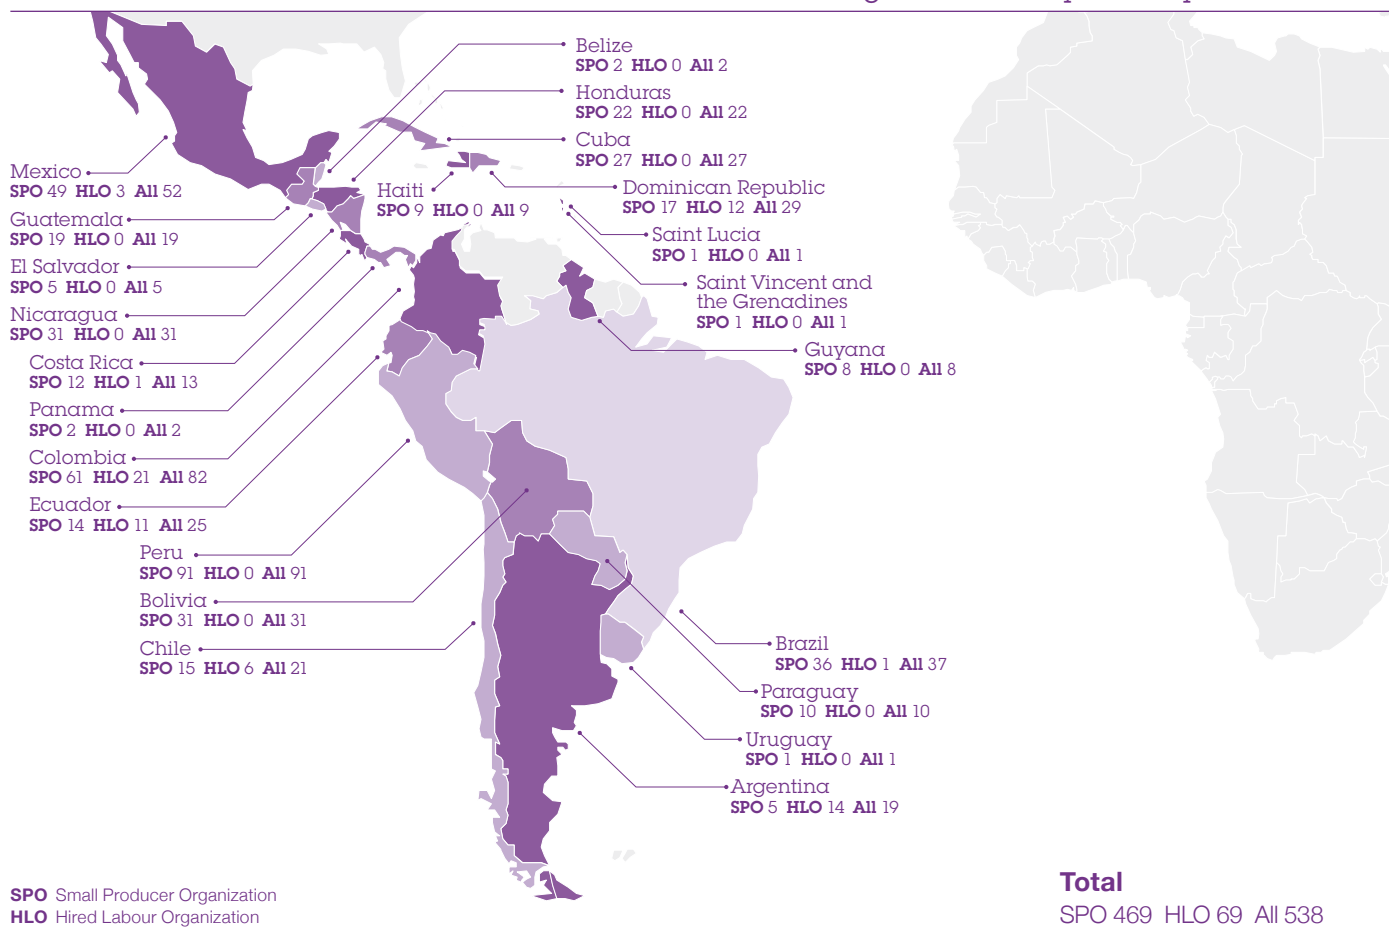 Belize
SPO 2 HLO 0 All 2
Honduras
SPO 22 HLO 0 All 22
Cuba
SPO 27 HLO 0 All 27
Mexico
SPO 49 HLO 3 All 52
Haiti
SPO 9 HLO 0 All 9
Dominican Republic
SPO 17 HLO 12 All 29
Guatemala
SPO 19 HLO 0 All 19
Saint Lucia
SPO 1 HLO 0 All 1
El Salvador
SPO 5 HLO 0 All 5
Saint Vincent and
the Grenadines
SPO 1 HLO 0 All 1
Nicaragua
SPO 31 HLO 0 All 31
Guyana
SPO 8 HLO 0 All 8
Costa Rica
SPO 12 HLO 1 All 13
Panama
SPO 2 HLO 0 All 2
Colombia
SPO 61 HLO 21 All 82
Ecuador
SPO 14 HLO 11 All 25
Peru
SPO 91 HLO 0 All 91
Bolivia
SPO 31 HLO 0 All 31
Chile
SPO 15 HLO 6 All 21
Brazil
SPO 36 HLO 1 All 37
Paraguay
SPO 10 HLO 0 All 10
Uruguay
SPO 1 HLO 0 All 1
Argentina
SPO 5 HLO 14 All 19
SPO Small Producer Organization
HLO Hired Labour Organization
Total
SPO 469 HLO 69 All 538